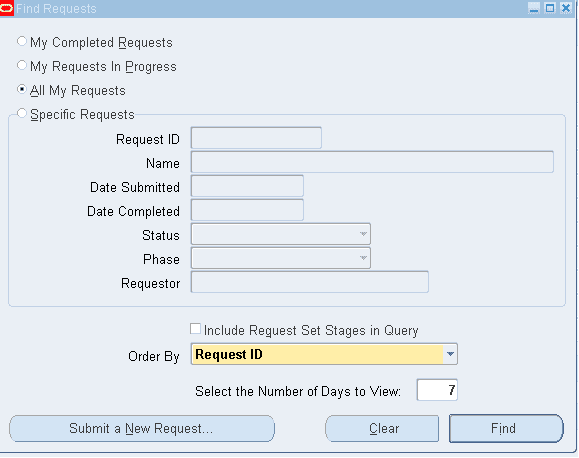 Find Requests
My Completed Requests
My Requests In Progress
All My Requests
Specific Requests
Request ID
Name
Date Submitted
Date Completed
Status
Phase
Requestor
Include Request Set Stages in Query
Order By Request ID
Select the Number of Days to View: 7
Submit a New Request... Clear Find